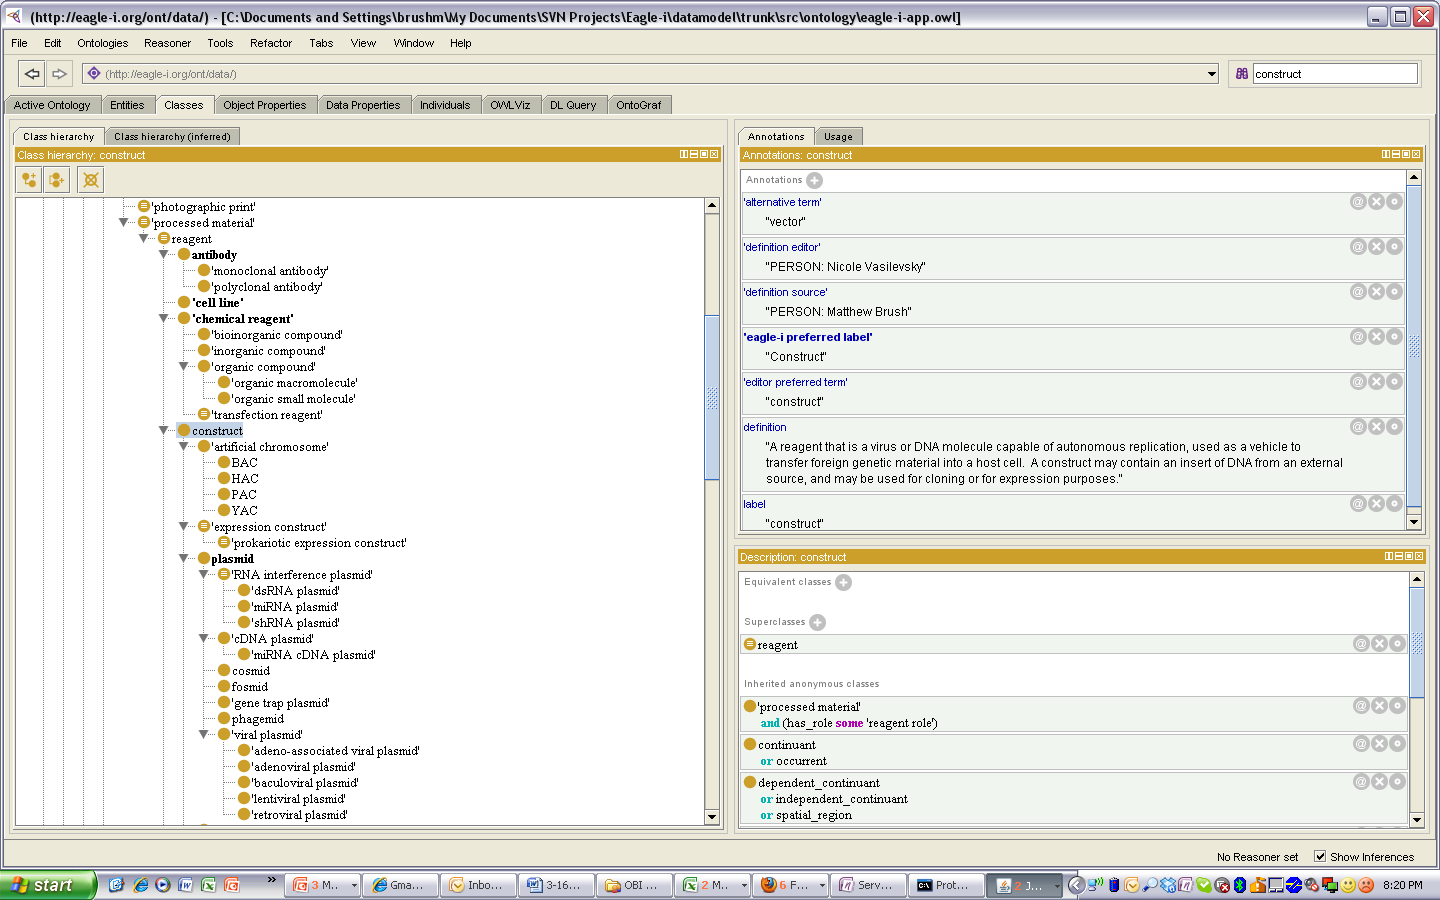 (http://eagle-i.org/ont/data/) - [C:\Documents and Settings\brushm\My Documents\SVN Projects\Eagle-i\datamodel\trunk\src\ontology\eagle-i-app.owl]
File Edit Ontologies Reasoner Tools Refactor Tabs View Window Help
(http://eagle-i.org/ont/data/)
construct
Active Ontology Entities Classes Object Properties Data Properties Individuals OWLViz DL Query OntoGraf
Class hierarchy Class hierarchy (inferred)
Class hierarchy: construct
'photographic print'
'processed material'
reagent
antibody
'monoclonal antibody'
'polyclonal antibody'
'cell line'
'chemical reagent'
'bioinorganic compound'
'inorganic compound'
'organic compound'
'organic macromolecule'
'organic small molecule'
'transfection reagent'
construct
'artificial chromosome'
BAC
HAC
PAC
YAC
'expression construct'
'prokariotic expression construct'
plasmid
'RNA interference plasmid'
'dsRNA plasmid'
'miRNA plasmid'
'shRNA plasmid'
'cDNA plasmid'
'miRNA cDNA plasmid'
cosmid
fosmid
'gene trap plasmid'
phagemid
'viral plasmid'
'adeno-associated viral plasmid'
'adenoviral plasmid'
'baculoviral plasmid'
'lentiviral plasmid'
'retroviral plasmid'
Annotations Usage
Annotations: construct
Annotations
'alternative term'
"vector"
'definition editor'
"PERSON: Nicole Vasilevsky"
'definition source'
"PERSON: Matthew Brush"
'eagle-i preferred label'
"Construct"
'editor preferred term'
"construct"
definition
"A reagent that is a virus or DNA molecule capable of autonomous replication, used as a vehicle to
transfer foreign genetic material into a host cell.  A construct may contain an insert of DNA from an external
source, and may be used for cloning or for expression purposes."
label
"construct"
Description: construct
Equivalent classes
Superclasses
reagent
Inherited anonymous classes
'processed material'
and (has_role some 'reagent role')
continuant
or occurrent
dependent_continuant
or independent_continuant
or spatial_region
No Reasoner set Show Inferences
start » 3 M... Gma... Inbo... 3-16... OBI ... 2 M... 6 F... Serv... Prot... 2 J... 8:20 PM